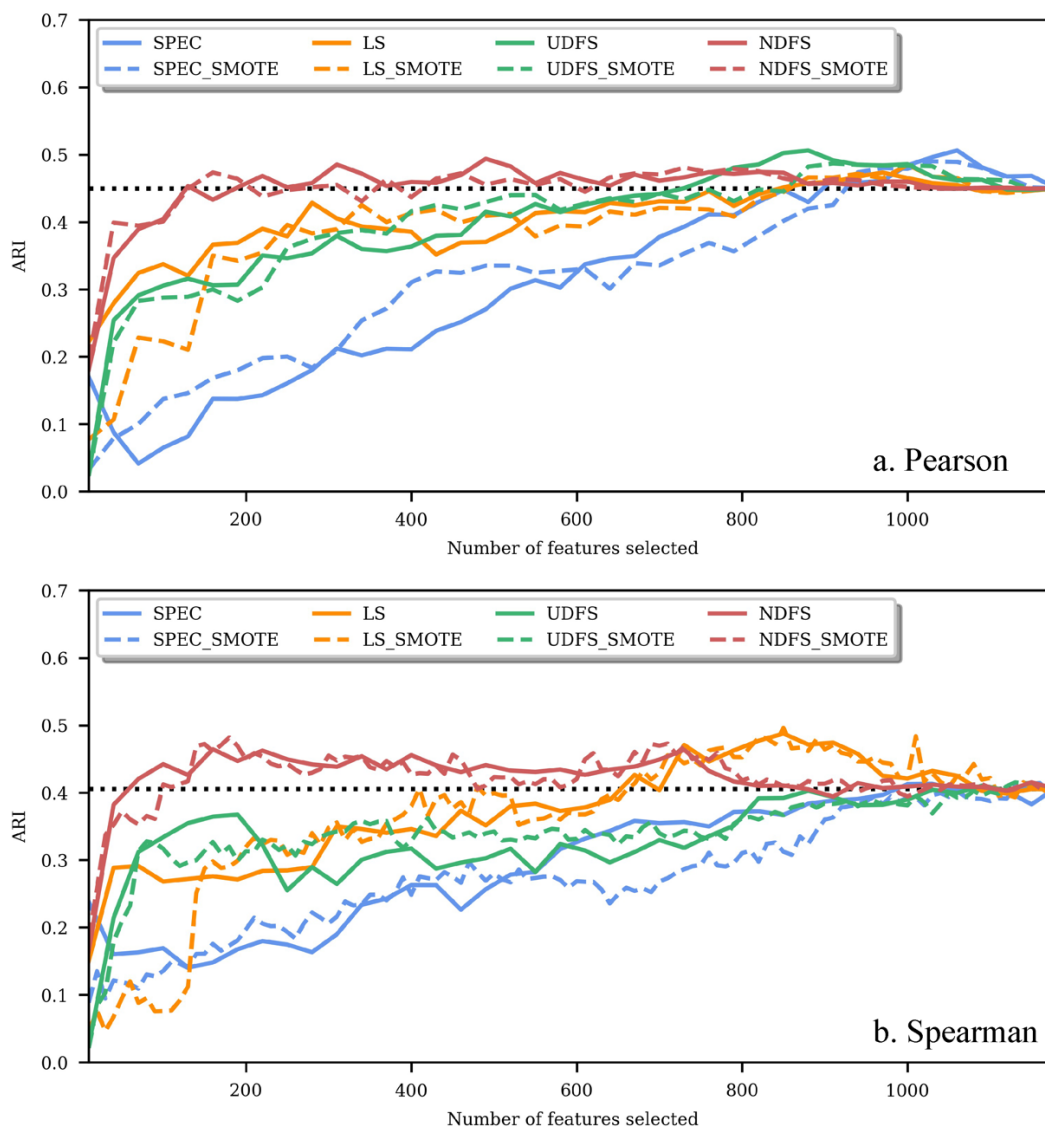 0.7
SPEC LS UDFS NDFS
SPEC_SMOTE LS_SMOTE UDFS_SMOTE NDFS_SMOTE
0.6
0.5
0.4
ARI
0.3
0.2
0.1
a. Pearson
0.0
200 400 600 800 1000
Number of features selected
0.7
SPEC LS UDFS NDFS
SPEC_SMOTE LS_SMOTE UDFS_SMOTE NDFS_SMOTE
0.6
0.5
0.4
ARI
0.3
0.2
0.1
b. Spearman
0.0
200 400 600 800 1000
Number of features selected